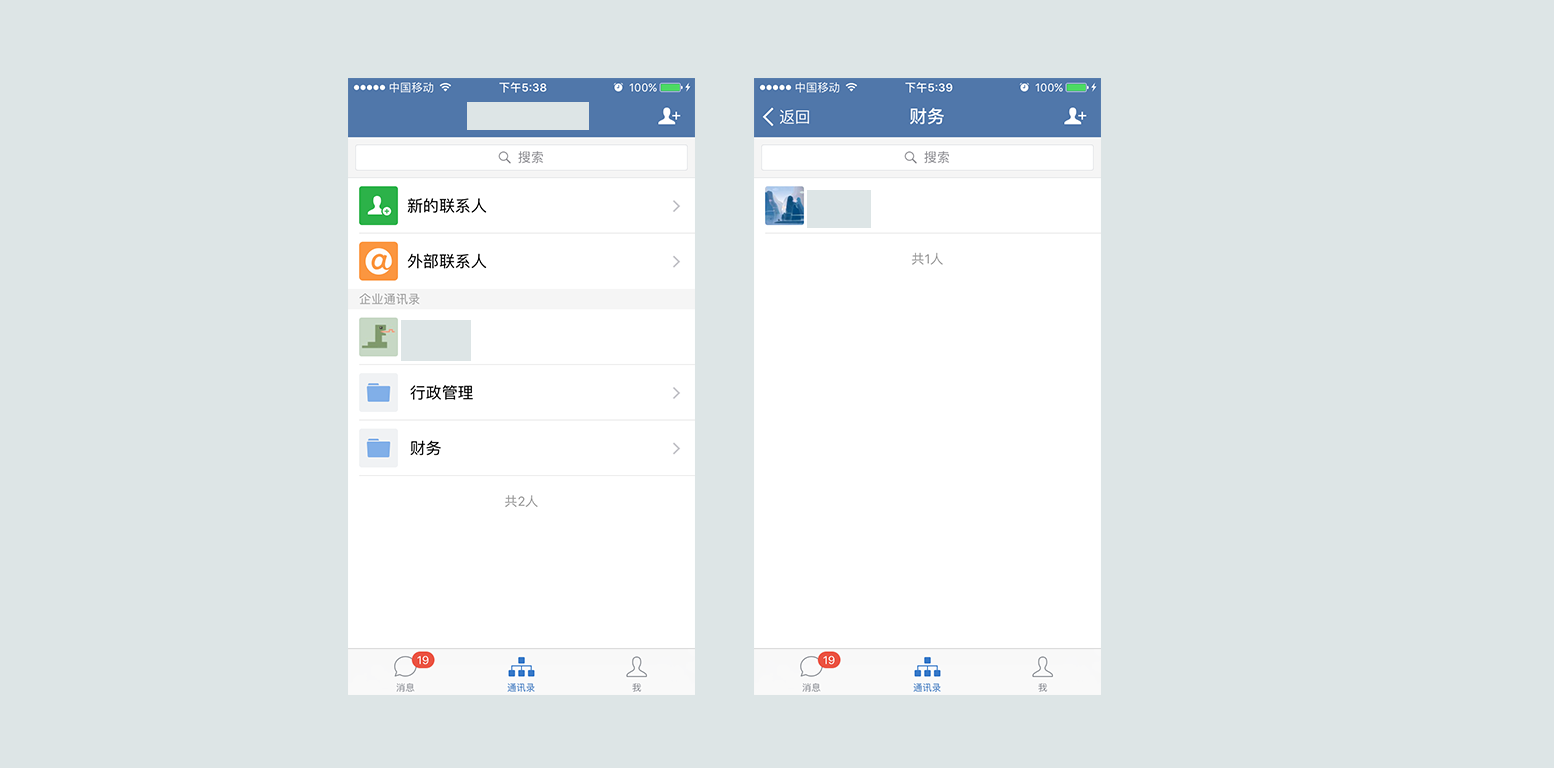 中国移动 下午5:38 100%
搜索
新的联系人
@
外部联系人
企业通讯录
行政管理
财务
共2人
19
消息 通讯录 我
中国移动 下午5:39 100%
返回 财务
搜索
共1人
19
消息 通讯录 我